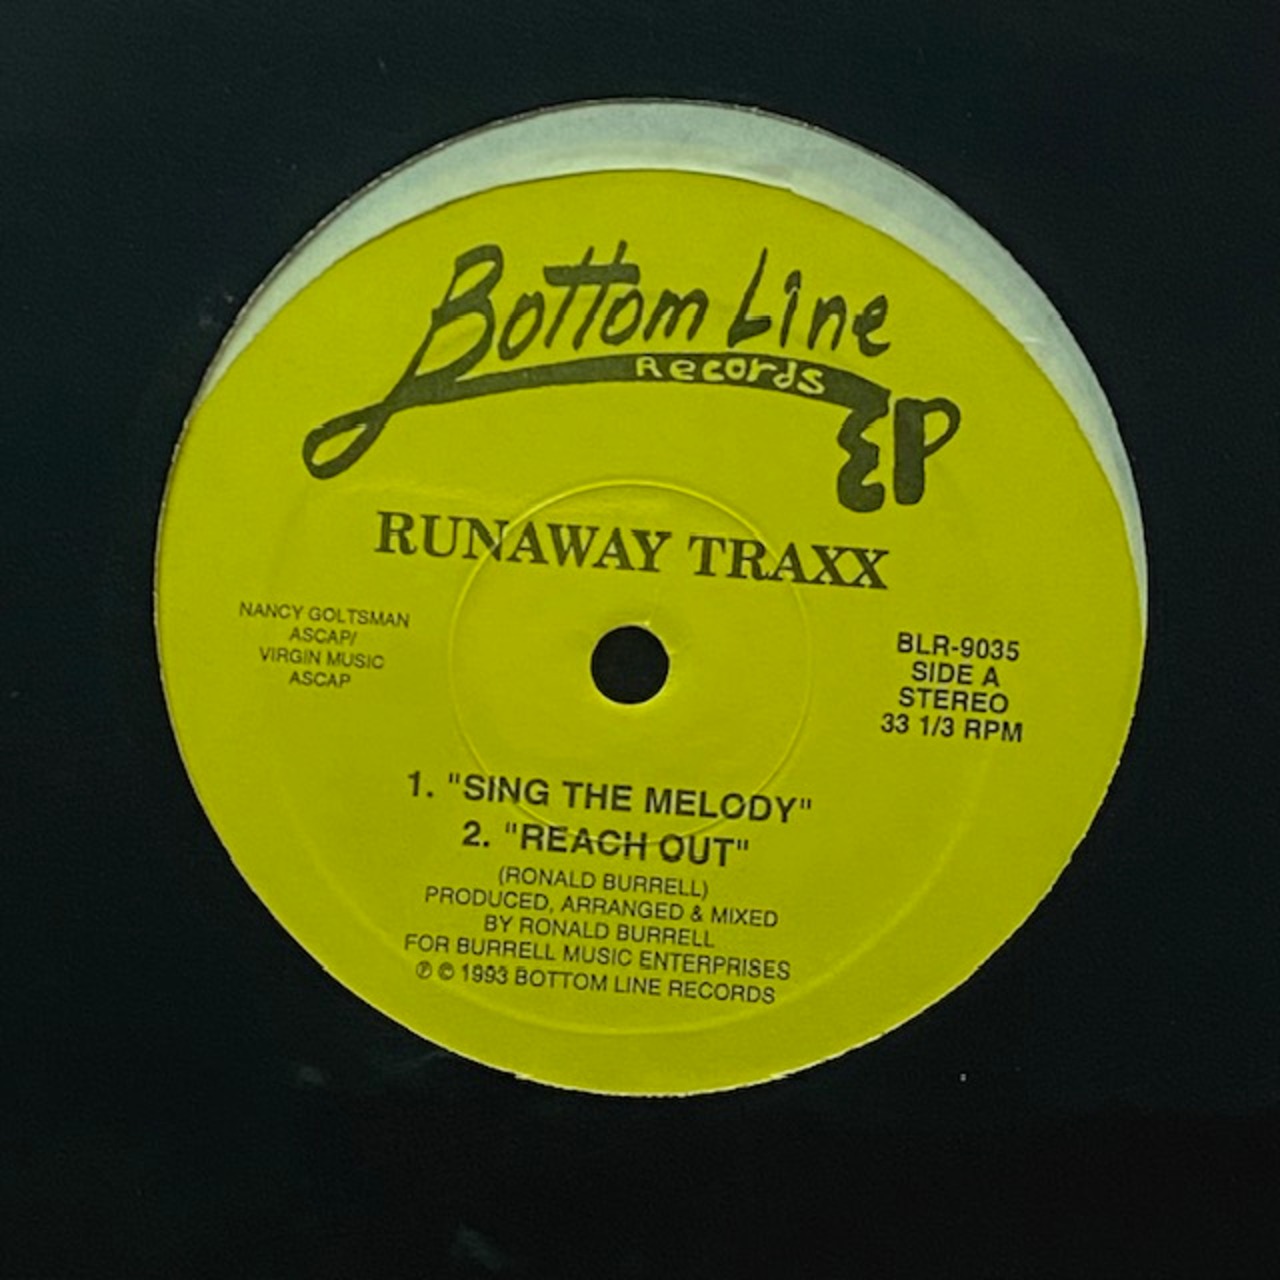 Bottom Line
Records
EP
RUNAWAY TRAXX
NANCY GOLTSMAN
ASCAP/
VIRGIN MUSIC
ASCAP
BLR-9035
SIDE A
STEREO
33 1/3 RPM
1. "SING THE MELODY"
2. "REACH OUT"
(RONALD BURRELL)
PRODUCED, ARRANGED & MIXED
BY RONALD BURRELL
FOR BURRELL MUSIC ENTERPRISES
℗ © 1993 BOTTOM LINE RECORDS